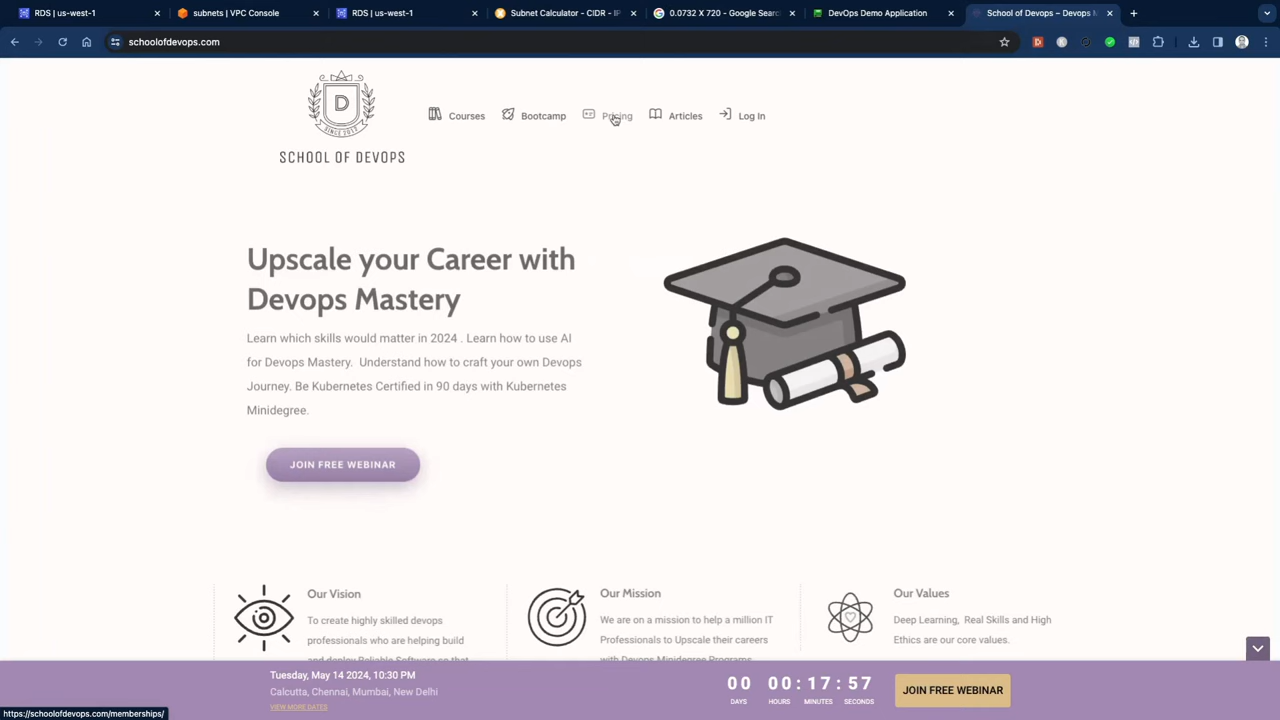 RDS | us-west-1
subnets | VPC Console
RDS | us-west-1
Subnet Calculator - CIDR - IP
0.0732 X 720 - Google Sear
DevOps Demo Application
School of Devops – Devops M
schoolofdevops.com
D
SINCE 2013
SCHOOL OF DEVOPS
Courses
Bootcamp
Pricing
Articles
Log In
Upscale your Career with
Devops Mastery
Learn which skills would matter in 2024 . Learn how to use AI
for Devops Mastery. Understand how to craft your own Devops
Journey. Be Kubernetes Certified in 90 days with Kubernetes
Minidegree.
JOIN FREE WEBINAR
Our Vision
To create highly skilled devops
professionals who are helping build
and deploy Reliable Software so that
Our Mission
We are on a mission to help a million IT
Professionals to Upscale their careers
with Devops Minidegree Programs
Our Values
Deep Learning, Real Skills and High
Ethics are our core values.
Tuesday, May 14 2024, 10:30 PM
Calcutta, Chennai, Mumbai, New Delhi
VIEW MORE DATES
00 00:17:57
DAYS HOURS MINUTES SECONDS
JOIN FREE WEBINAR
https://schoolofdevops.com/memberships/